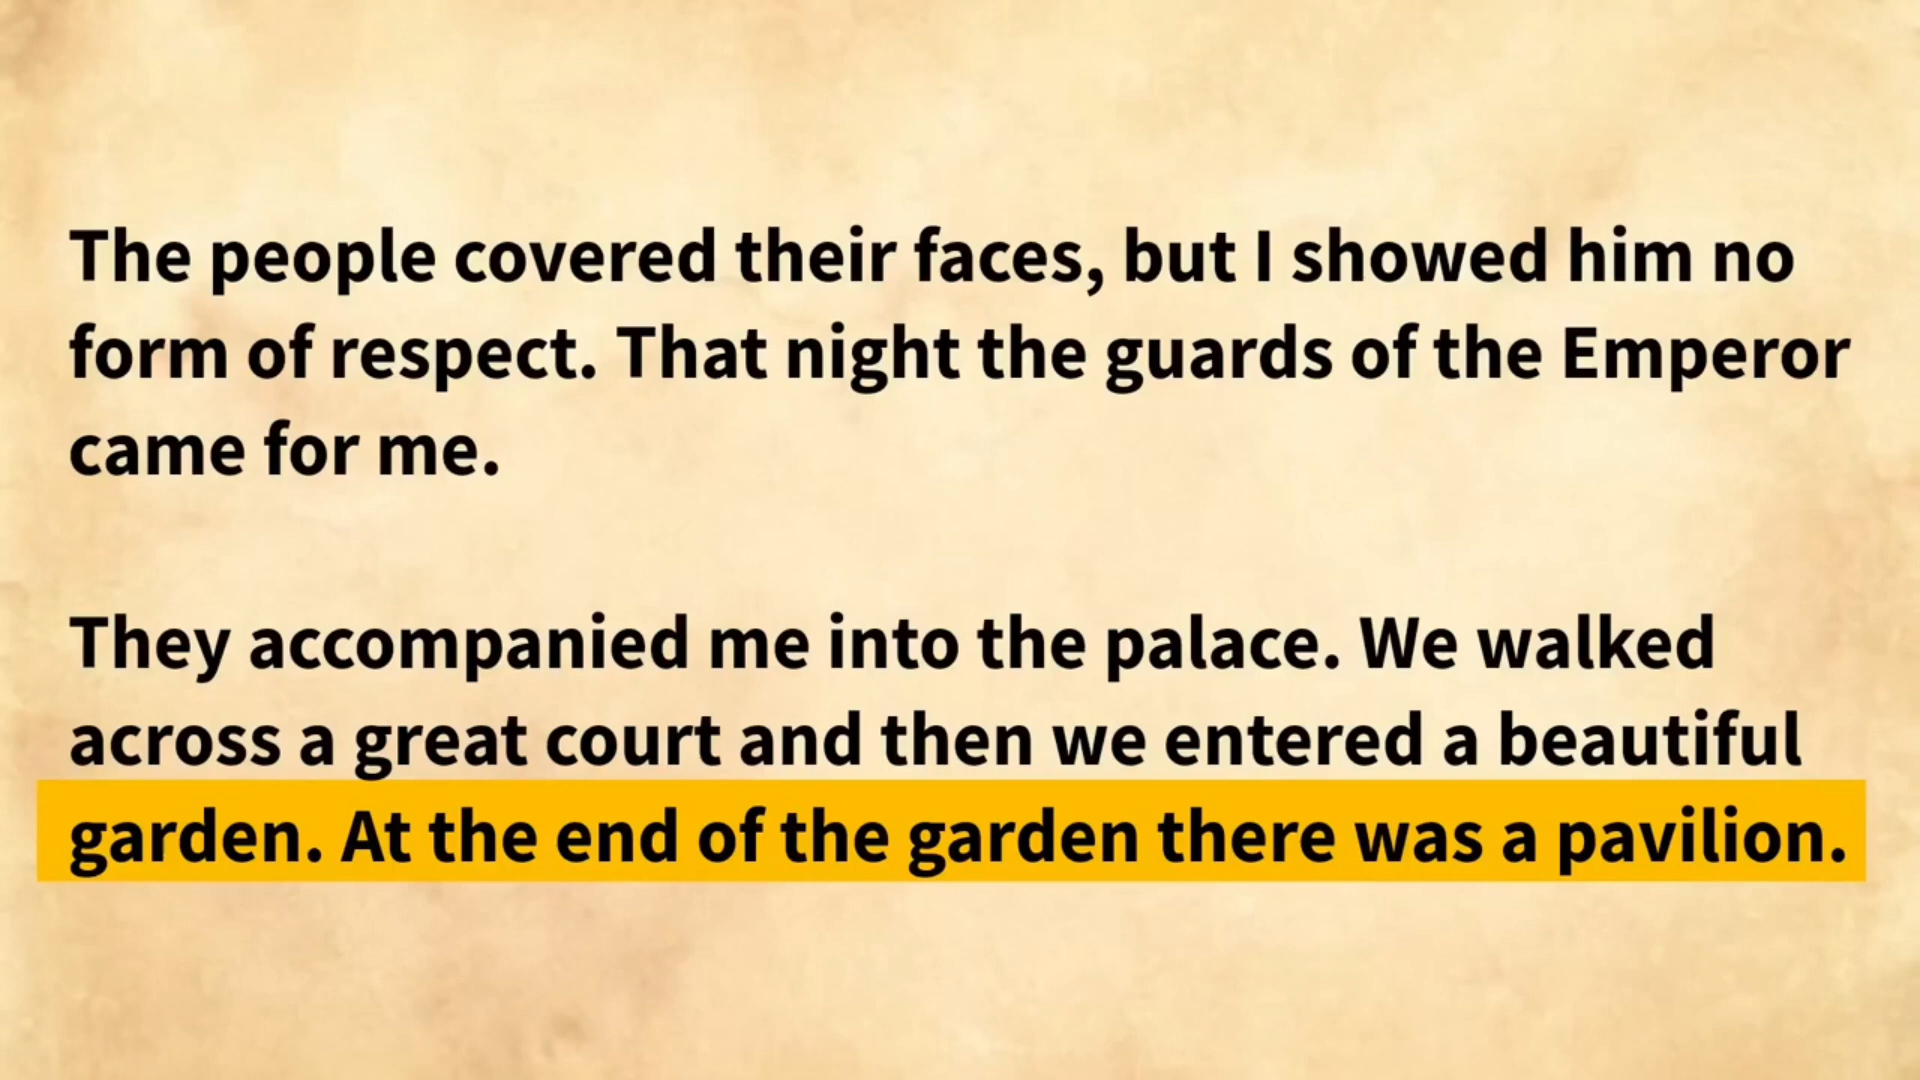 The people covered their faces, but I showed him no
form of respect. That night the guards of the Emperor
came for me.
They accompanied me into the palace. We walked
across a great court and then we entered a beautiful
garden. At the end of the garden there was a pavilion.